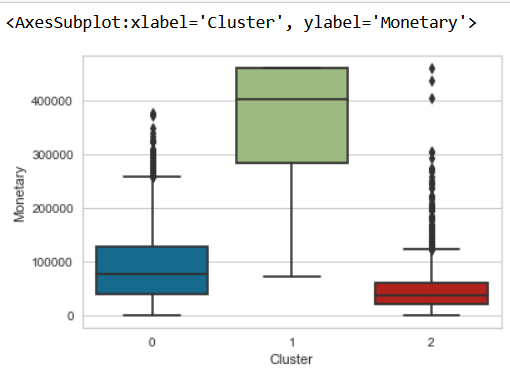 <AxesSubplot:xlabel='Cluster', ylabel='Monetary'>
400000
300000
200000
100000
0
Monetary
0 1 2
Cluster